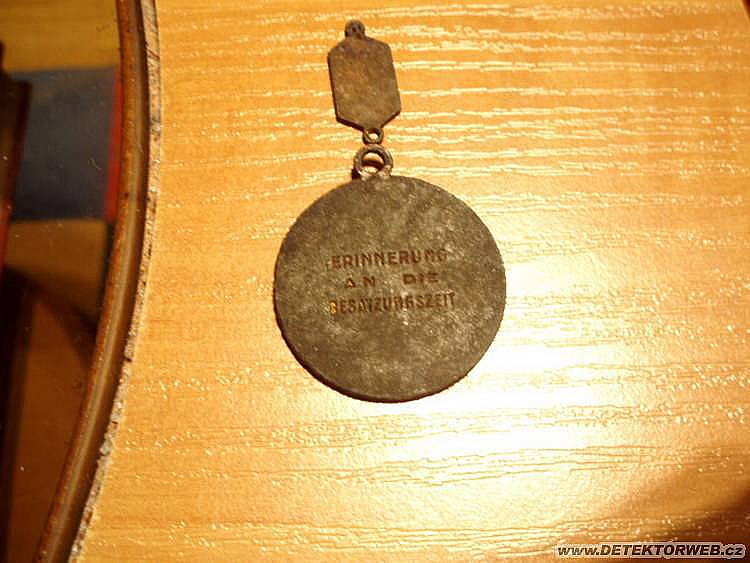 ERINNERUNG
AN DIE
BESATZUNGSZEIT
www.DETEKTORWEB.cz